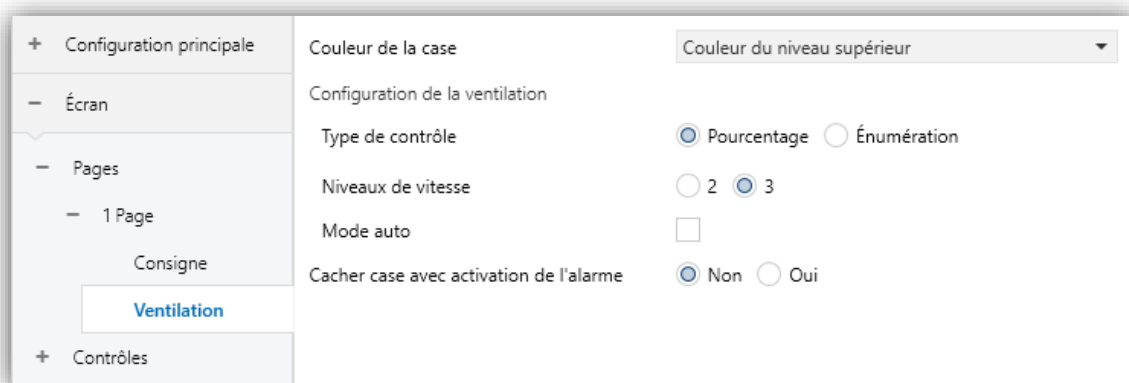 Configuration principale
Écran
Pages
1 Page
Consigne
Ventilation
Contrôles
Couleur de la case Couleur du niveau supérieur
Configuration de la ventilation
Type de contrôle Pourcentage Énumération
Niveaux de vitesse 2 3
Mode auto
Cacher case avec activation de l'alarme Non Oui